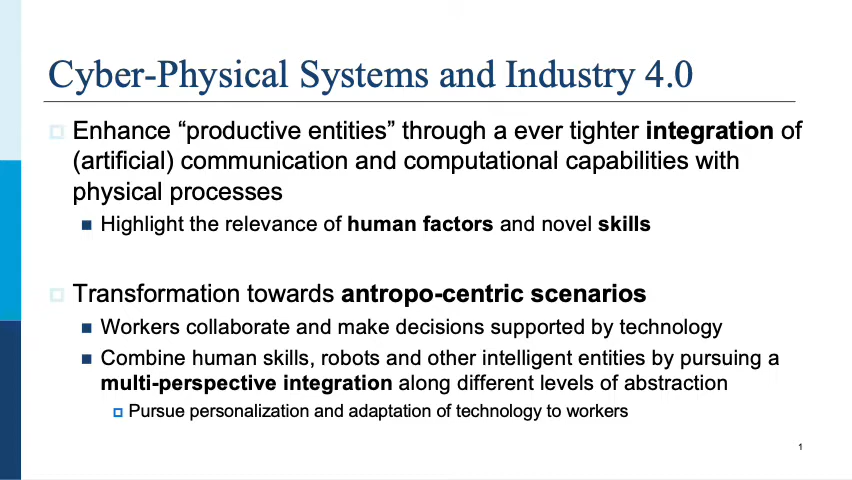 Cyber-Physical Systems and Industry 4.0
Enhance “productive entities” through a ever tighter integration of
(artificial) communication and computational capabilities with
physical processes
Highlight the relevance of human factors and novel skills
Transformation towards antropo-centric scenarios
Workers collaborate and make decisions supported by technology
Combine human skills, robots and other intelligent entities by pursuing a
multi-perspective integration along different levels of abstraction
Pursue personalization and adaptation of technology to workers
1